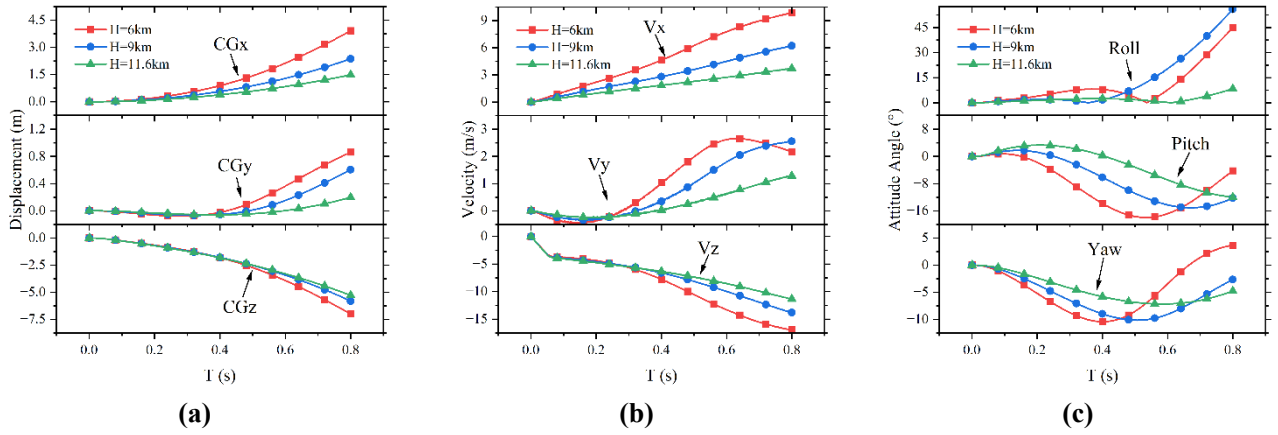 H=6km
H=9km
H=11.6km
CGx
4.5
3.0
1.5
0.0
CGy
1.2
0.8
0.4
0.0
CGz
0.0
−2.5
−5.0
−7.5
Displacement (m)
0.0 0.2 0.4 0.6 0.8
T (s)
(a)
H=6km
H=9km
H=11.6km
Vx
9
6
3
0
Vy
3
2
1
0
Vz
0
−5
−10
−15
Velocity (m/s)
0.0 0.2 0.4 0.6 0.8
T (s)
(b)
H=6km
H=9km
H=11.6km
Roll
45
30
15
0
Pitch
8
0
−8
−16
Yaw
5
0
−5
−10
Attitude Angle (°)
0.0 0.2 0.4 0.6 0.8
T (s)
(c)